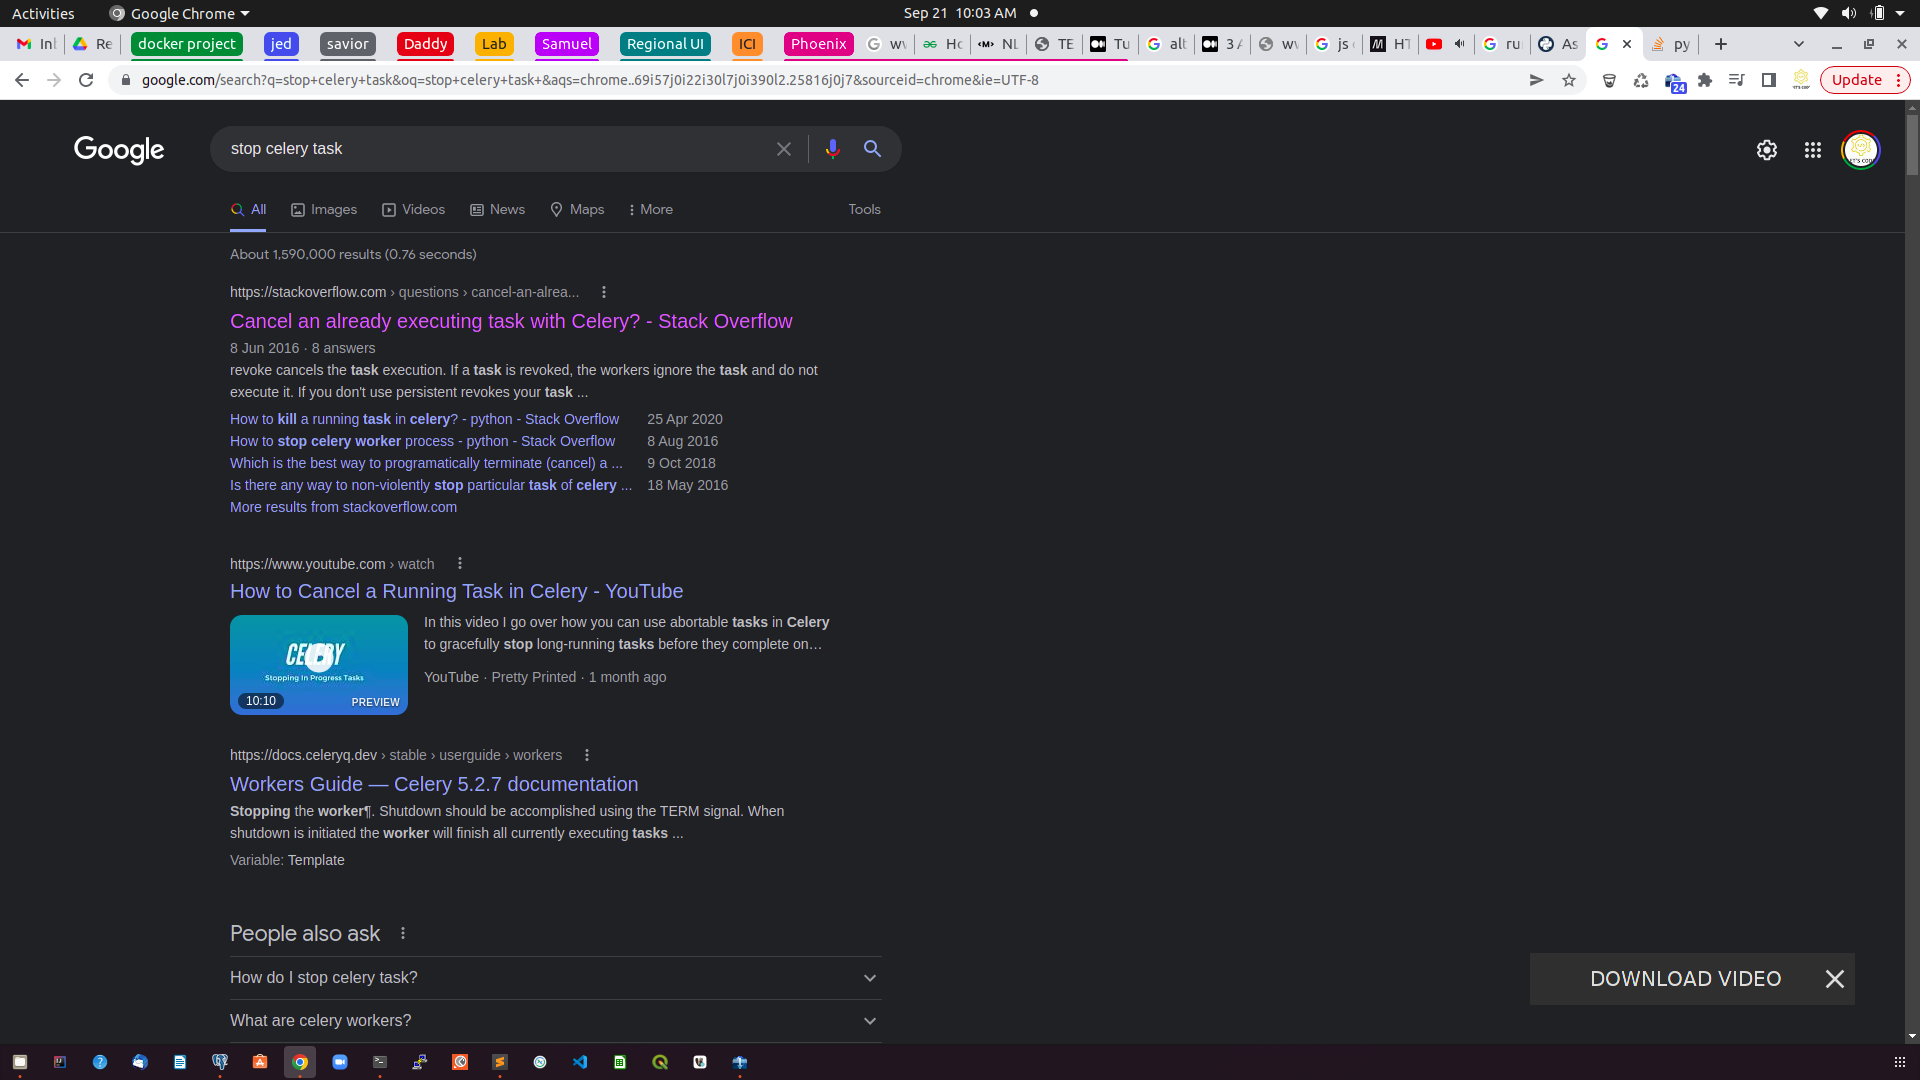 Activities
Google Chrome
Sep 21 10:03 AM
Re
docker project
jed
savior
Daddy
Lab
Samuel
Regional UI
ICI
Phoenix
TE
Tu
alt
js
As
py
google.com/search?q=stop+celery+task&oq=stop+celery+task+&aqs=chrome..69i57j0i22i30l7j0i390l2.25816j0j7&sourceid=chrome&ie=UTF-8
24
Update
Google
stop celery task
IT'S CODE
All
Images
Videos
News
Maps
More
Tools
About 1,590,000 results (0.76 seconds)
https://stackoverflow.com › questions › cancel-an-alrea...
Cancel an already executing task with Celery? - Stack Overflow
8 Jun 2016 · 8 answers
revoke cancels the task execution. If a task is revoked, the workers ignore the task and do not
execute it. If you don't use persistent revokes your task ...
How to kill a running task in celery? - python - Stack Overflow 25 Apr 2020
How to stop celery worker process - python - Stack Overflow 8 Aug 2016
Which is the best way to programatically terminate (cancel) a ... 9 Oct 2018
Is there any way to non-violently stop particular task of celery ... 18 May 2016
More results from stackoverflow.com
https://www.youtube.com › watch
How to Cancel a Running Task in Celery - YouTube
CELERY
Stopping In Progress Tasks
10:10
PREVIEW
In this video I go over how you can use abortable tasks in Celery
to gracefully stop long-running tasks before they complete on…
YouTube · Pretty Printed · 1 month ago
https://docs.celeryq.dev › stable › userguide › workers
Workers Guide — Celery 5.2.7 documentation
Stopping the worker¶. Shutdown should be accomplished using the TERM signal. When
shutdown is initiated the worker will finish all currently executing tasks ...
Variable: Template
People also ask
How do I stop celery task?
What are celery workers?
DOWNLOAD VIDEO